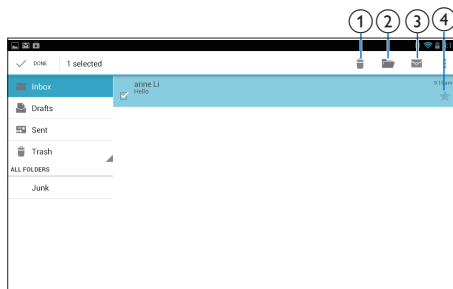 1 2 3 4
DONE 1 selected
Inbox
anne Li
Hello
Drafts
Sent
Trash
ALL FOLDERS
Junk